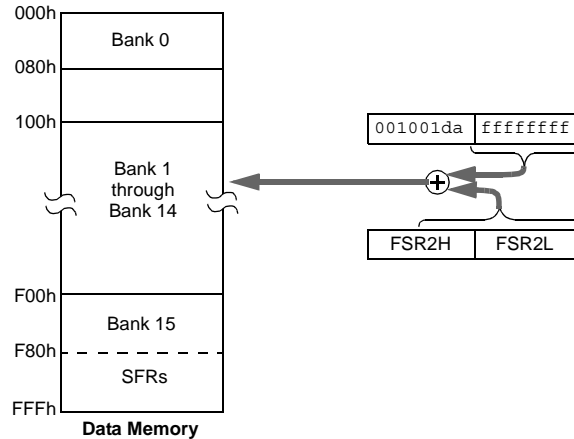 000h
Bank 0
080h
100h
001001da ffffffff
Bank 1
through
Bank 14
+
FSR2H FSR2L
F00h
Bank 15
F80h
SFRs
FFFh
Data Memory